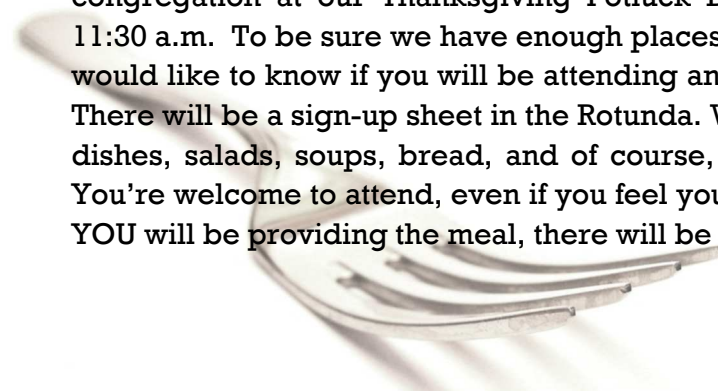 congregation at our Thanksgiving Potluck
11:30 a.m. To be sure we have enough places
would like to know if you will be attending an
There will be a sign-up sheet in the Rotunda. W
dishes, salads, soups, bread, and of course,
You're welcome to attend, even if you feel you
YOU will be providing the meal, there will be